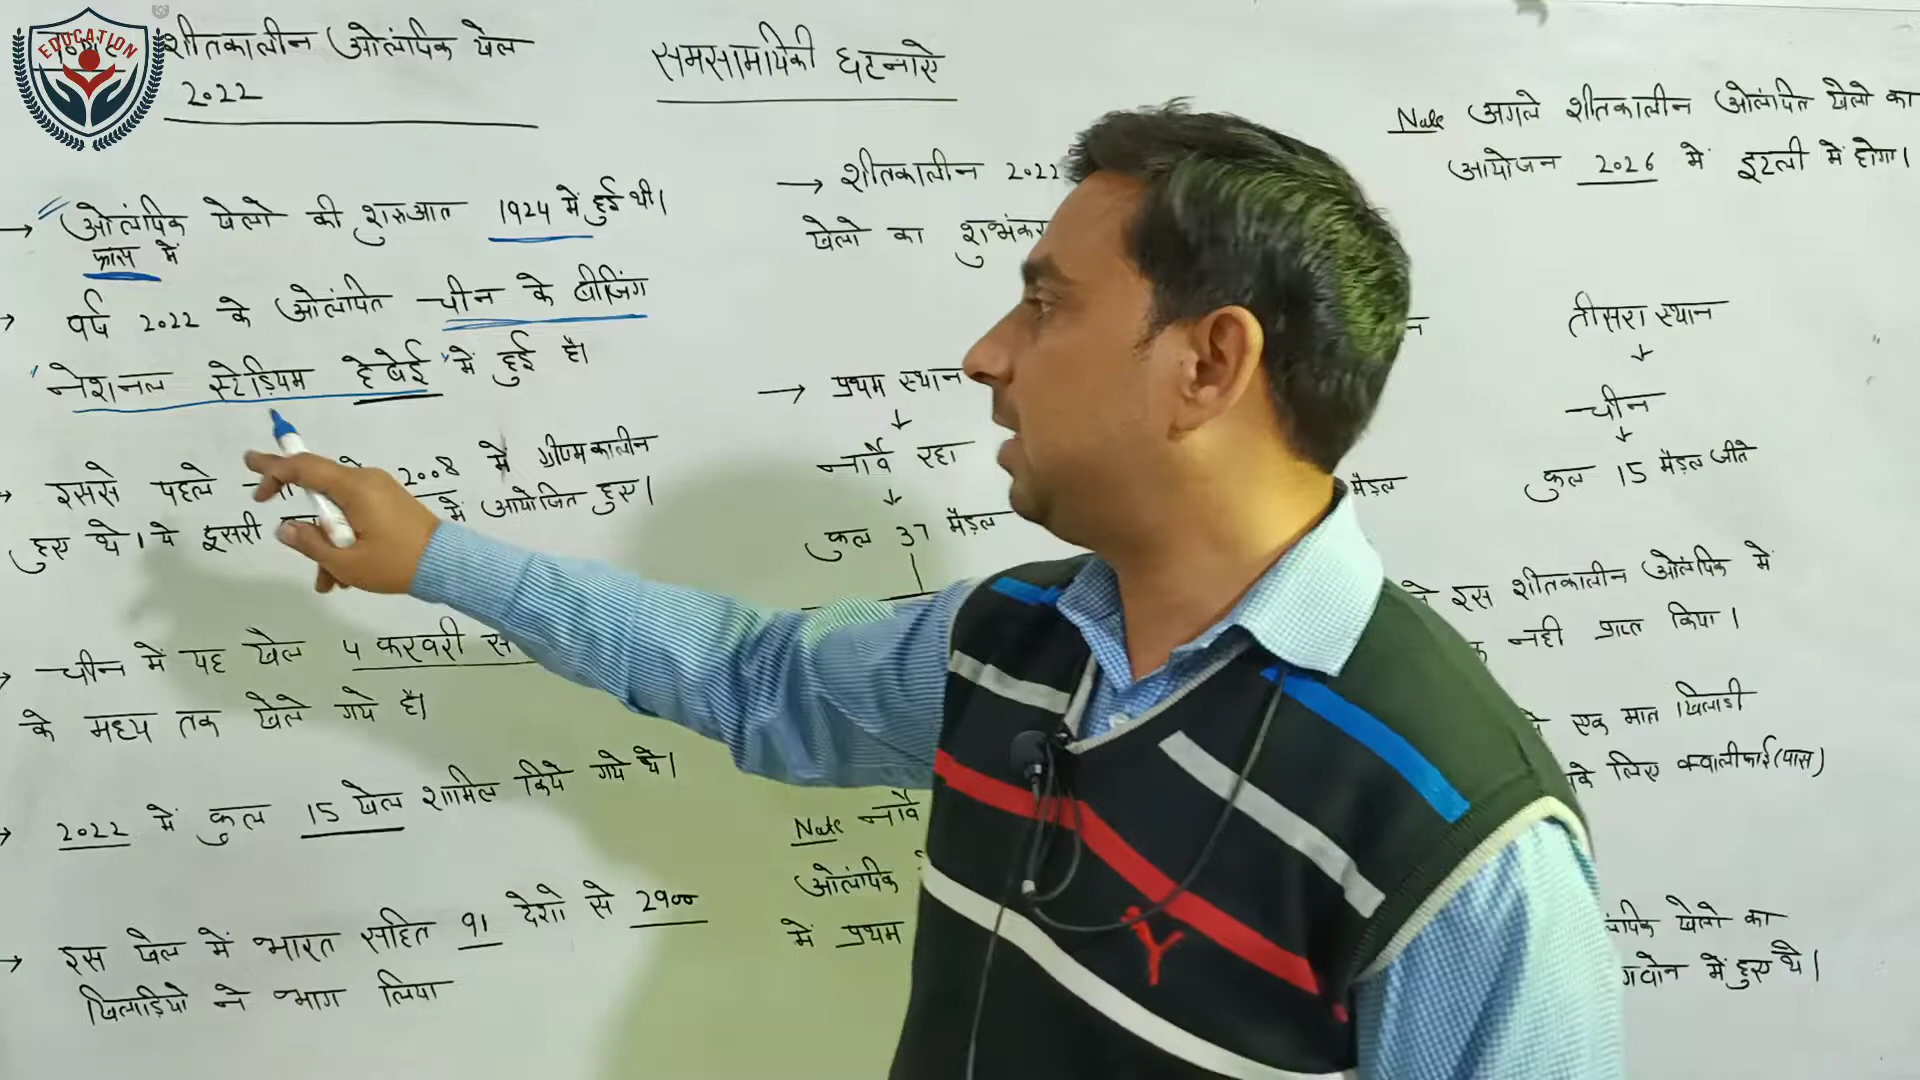 EDUCATION
शीतकालीन ओलंपिक खेल
2022
समसामायिकी घटनाऐ
→ ओलंपिक खेलो की शुरुआत 1924 में हुई थी।
फ्रांस में
→ वर्ष 2022 के ओलंपित चीन के बीजिंग
"नेशनल स्टेडियम हेबेई" में हुई है।
→ इससे पहले 2008 में ग्रीष्मकालीन
हुए थे। ये दूसरी में आयोजित हुए।
→ चीन में यह खेल 4 फरवरी
के मध्य तक खेले गये है।
→ 2022 में कुल 15 खेल शामिल किये गये थे।
→ इस खेल में भारत सहित 91 देशो से 2900
खिलाड़ियो ने भाग लिया
→ शीतकालीन 2022
खेलो का शुभंकर
→ प्रथम स्थान
↓
नार्वे रहा
↓
कुल 37 मैडल
Note नार्वे
ओलंपिक
में प्रथम
Note अगले शीतकालीन ओलंपित खेलो का
आयोजन 2026 में इटली में होगा।
तीसरा स्थान
↓
चीन
↓
कुल 15 मैडल जीते
मैडल
इस शीतकालीन ओलंपिक में
नही प्राप्त किया।
एक मात्र खिलाडी
के लिए क्वालीफाई (पास)
खेलो का
में हुए थे।